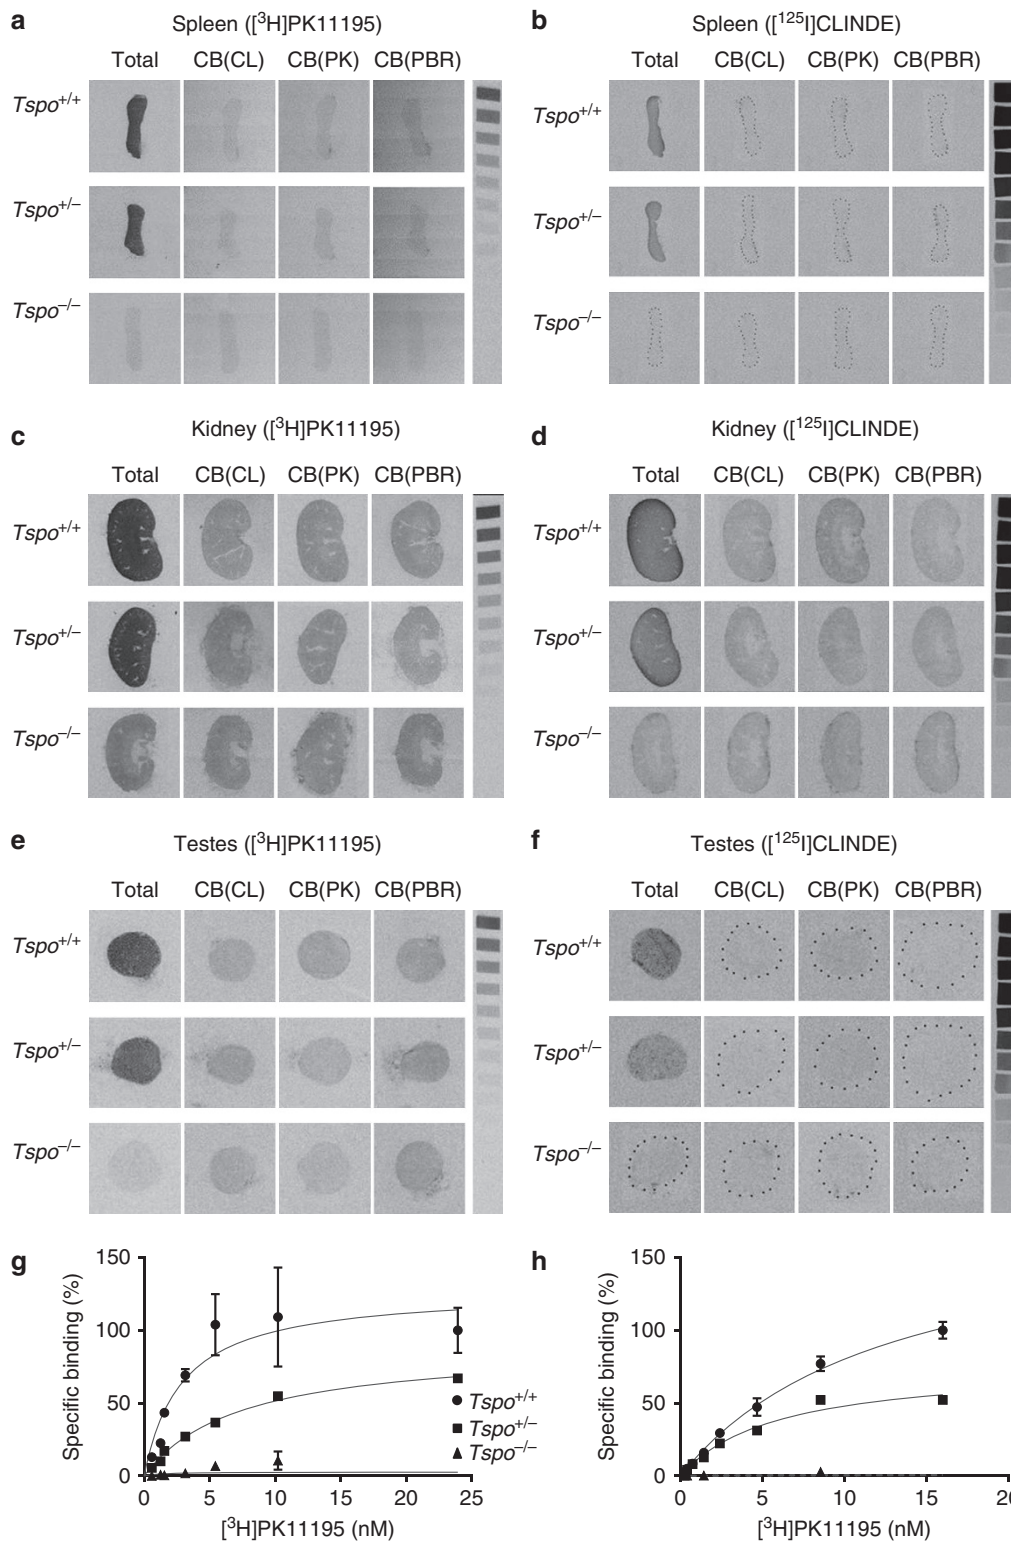 a Spleen ([³H]PK11195)
Total CB(CL) CB(PK) CB(PBR)
Tspo+/+
Tspo+/–
Tspo–/–
b Spleen ([¹²⁵I]CLINDE)
Total CB(CL) CB(PK) CB(PBR)
Tspo+/+
Tspo+/–
Tspo–/–
c Kidney ([³H]PK11195)
Total CB(CL) CB(PK) CB(PBR)
Tspo+/+
Tspo+/–
Tspo–/–
d Kidney ([¹²⁵I]CLINDE)
Total CB(CL) CB(PK) CB(PBR)
Tspo+/+
Tspo+/–
Tspo–/–
e Testes ([³H]PK11195)
Total CB(CL) CB(PK) CB(PBR)
Tspo+/+
Tspo+/–
Tspo–/–
f Testes ([¹²⁵I]CLINDE)
Total CB(CL) CB(PK) CB(PBR)
Tspo+/+
Tspo+/–
Tspo–/–
g
Specific binding (%)
150
100
50
0
0 5 10 15 20 25
[³H]PK11195 (nM)
Tspo+/+
Tspo+/–
Tspo–/–
h
Specific binding (%)
150
100
50
0
0 5 10 15 20
[³H]PK11195 (nM)